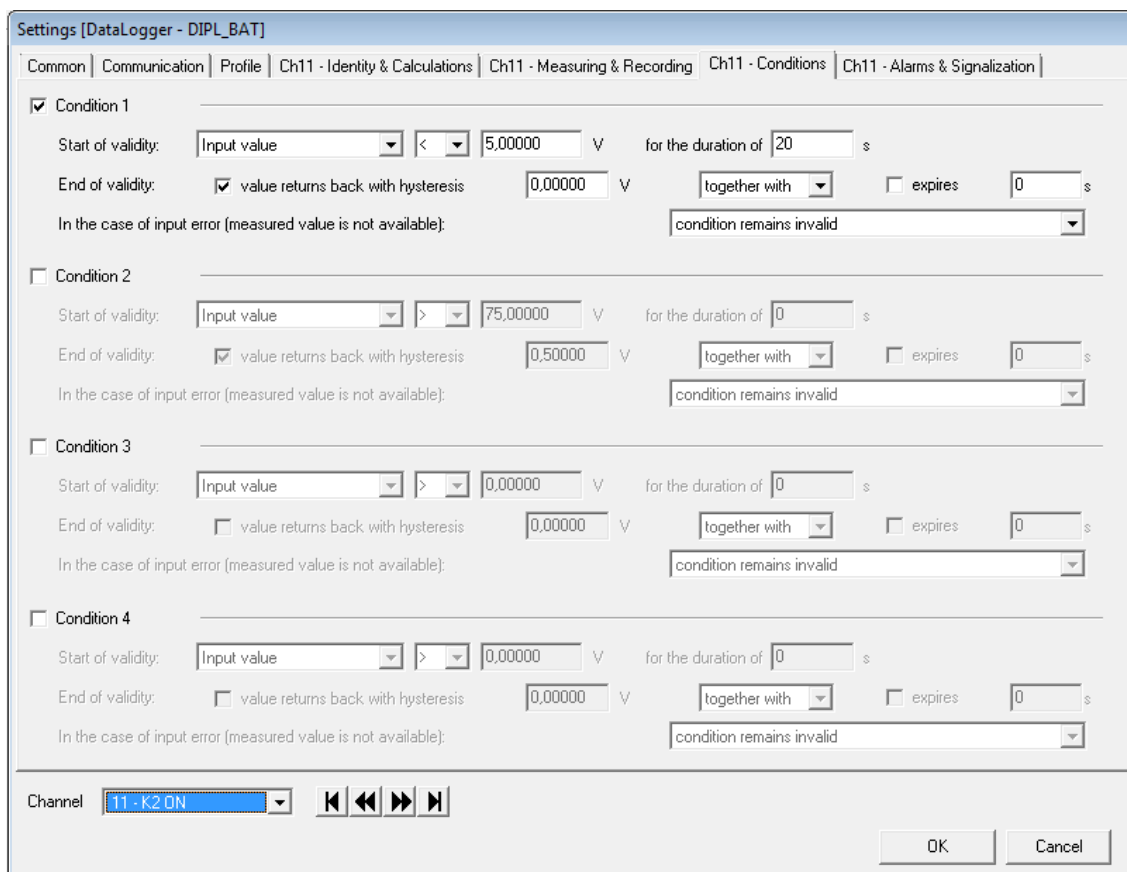 Settings [DataLogger - DIPL_BAT]
Common Communication Profile Ch11 - Identity & Calculations Ch11 - Measuring & Recording Ch11 - Conditions Ch11 - Alarms & Signalization
Condition 1
Start of validity: Input value < 5,00000 V for the duration of 20 s
End of validity: value returns back with hysteresis 0,00000 V together with expires 0 s
In the case of input error (measured value is not available): condition remains invalid
Condition 2
Start of validity: Input value > 75,00000 V for the duration of 0 s
End of validity: value returns back with hysteresis 0,50000 V together with expires 0 s
In the case of input error (measured value is not available): condition remains invalid
Condition 3
Start of validity: Input value > 0,00000 V for the duration of 0 s
End of validity: value returns back with hysteresis 0,00000 V together with expires 0 s
In the case of input error (measured value is not available): condition remains invalid
Condition 4
Start of validity: Input value > 0,00000 V for the duration of 0 s
End of validity: value returns back with hysteresis 0,00000 V together with expires 0 s
In the case of input error (measured value is not available): condition remains invalid
Channel 11 - K2 ON
OK Cancel